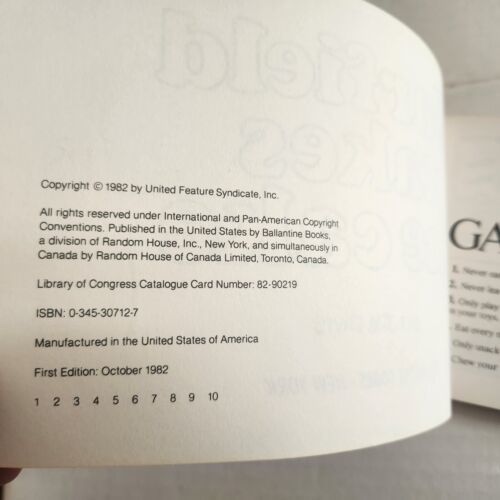 Copyright © 1982 by United Feature Syndicate, Inc.
All rights reserved under International and Pan-American Copyright
Conventions. Published in the United States by Ballantine Books,
a division of Random House, Inc., New York, and simultaneously in
Canada by Random House of Canada Limited, Toronto, Canada.
Library of Congress Catalogue Card Number: 82-90219
ISBN: 0-345-30712-7
Manufactured in the United States of America
First Edition: October 1982
1 2 3 4 5 6 7 8 9 10
GA
1. Never
2. Never
3. Only play
your toys.
Eat every
Only snack
Chew your